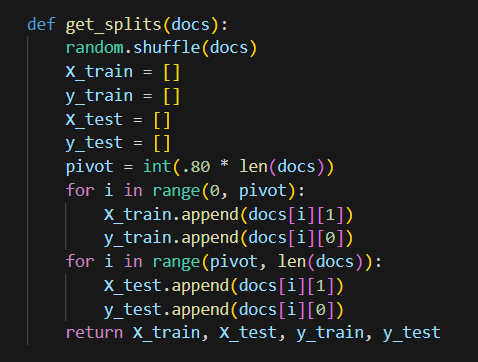 def get_splits(docs):
    random.shuffle(docs)
    X_train = []
    y_train = []
    X_test = []
    y_test = []
    pivot = int(.80 * len(docs))
    for i in range(0, pivot):
        X_train.append(docs[i][1])
        y_train.append(docs[i][0])
    for i in range(pivot, len(docs)):
        X_test.append(docs[i][1])
        y_test.append(docs[i][0])
    return X_train, X_test, y_train, y_test